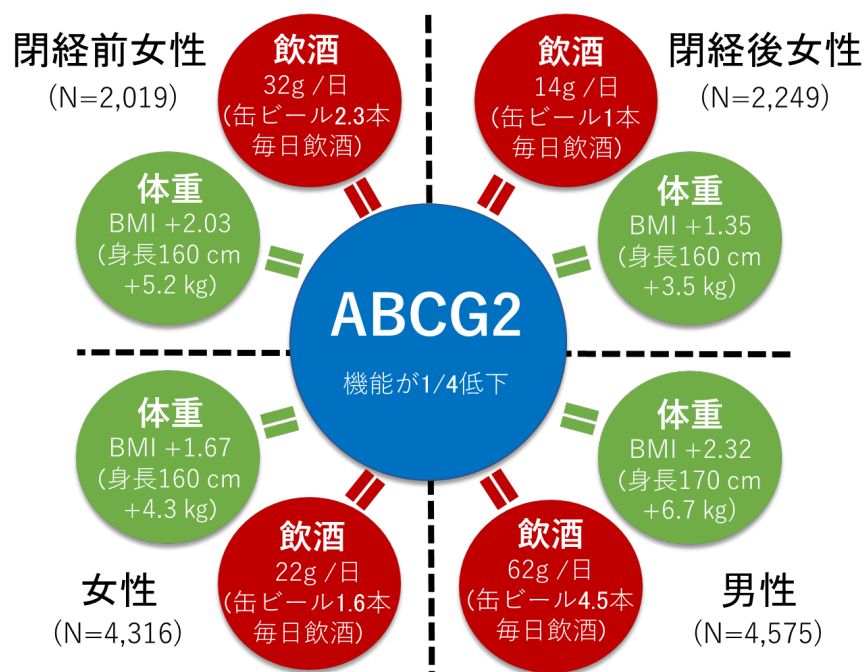 閉経前女性
(N=2,019)
飲酒
32g /日
(缶ビール2.3本
毎日飲酒)
体重
BMI +2.03
(身長160 cm
+5.2 kg)
飲酒
14g /日
(缶ビール1本
毎日飲酒)
閉経後女性
(N=2,249)
体重
BMI +1.35
(身長160 cm
+3.5 kg)
ABCG2
機能が1/4低下
体重
BMI +1.67
(身長160 cm
+4.3 kg)
女性
(N=4,316)
飲酒
22g /日
(缶ビール1.6本
毎日飲酒)
体重
BMI +2.32
(身長170 cm
+6.7 kg)
飲酒
62g /日
(缶ビール4.5本
毎日飲酒)
男性
(N=4,575)